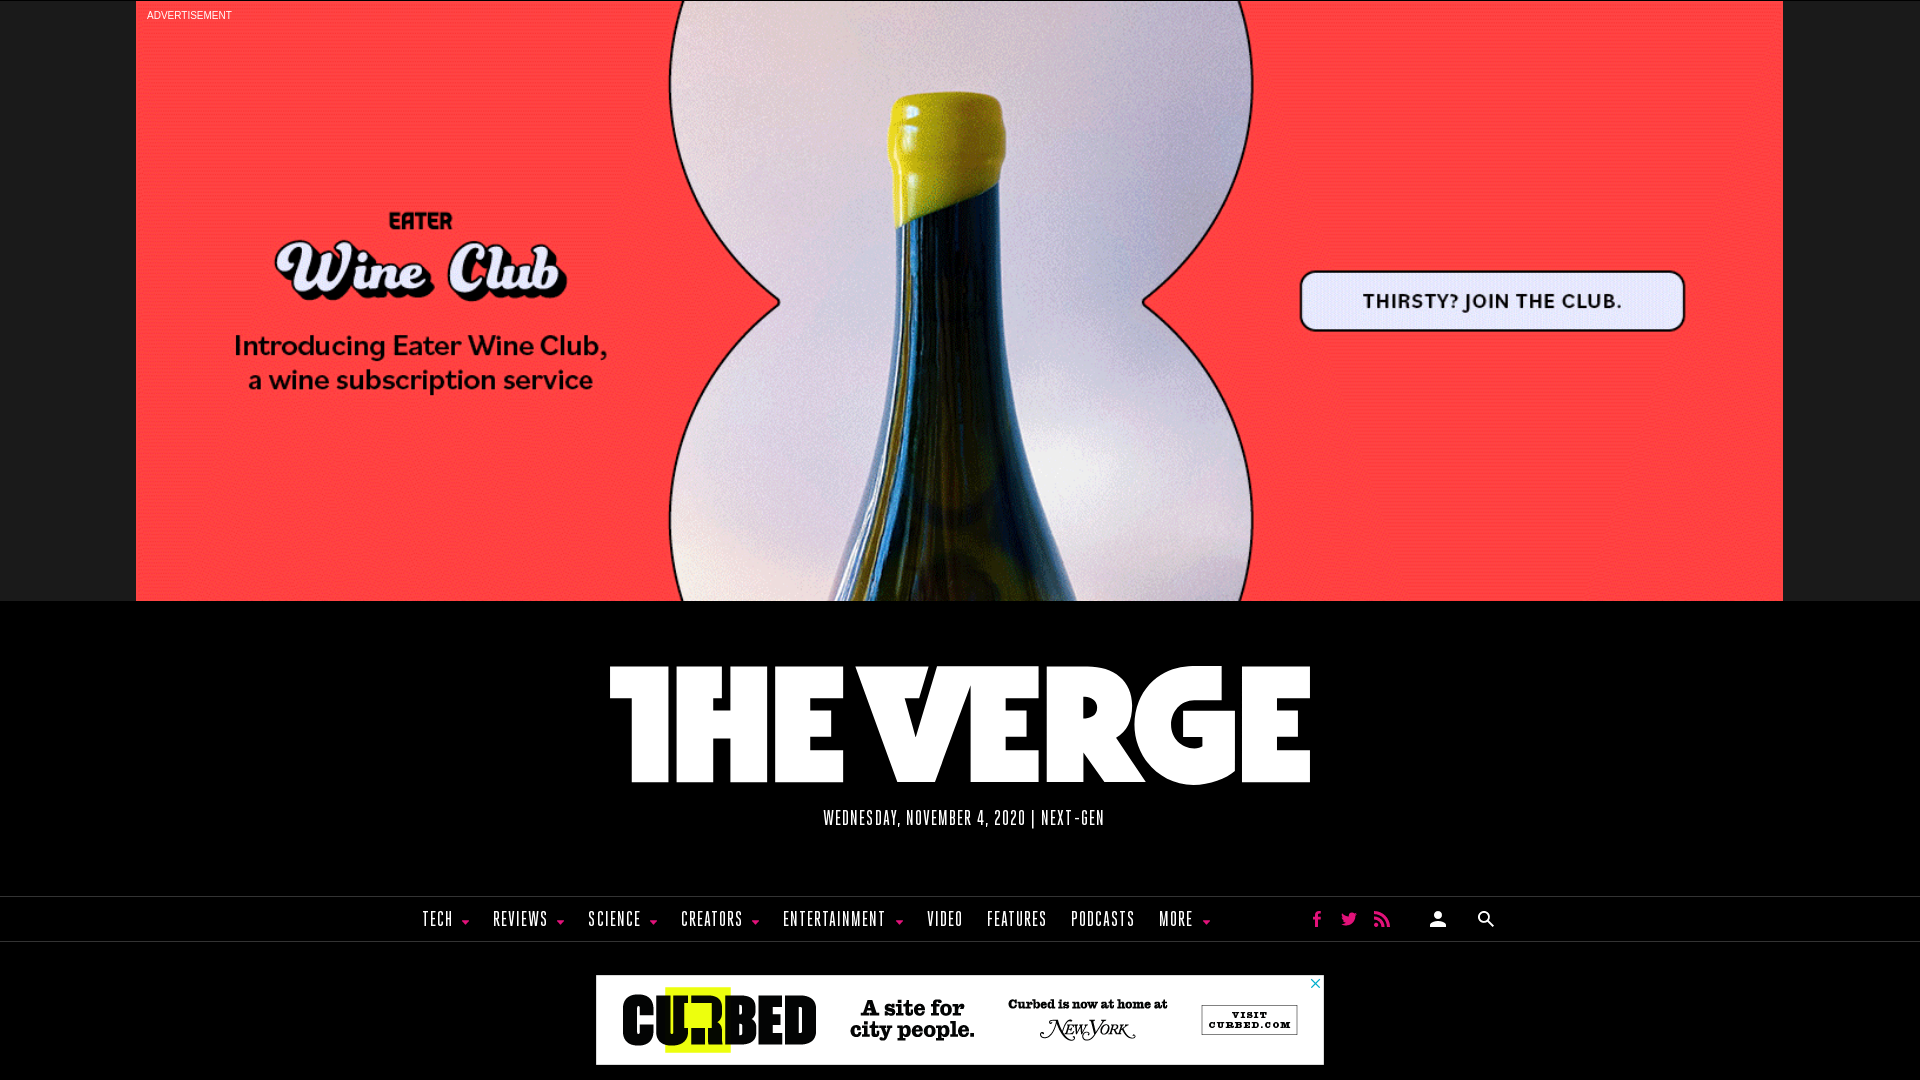 ADVERTISEMENT
EATER
Wine Club
Introducing Eater Wine Club,
a wine subscription service
THIRSTY? JOIN THE CLUB.
THE VERGE
WEDNESDAY, NOVEMBER 4, 2020 | NEXT-GEN
TECH REVIEWS SCIENCE CREATORS ENTERTAINMENT VIDEO FEATURES PODCASTS MORE
CURBED
A site for
city people.
Curbed is now at home at
NEW YORK
VISIT
CURBED.COM